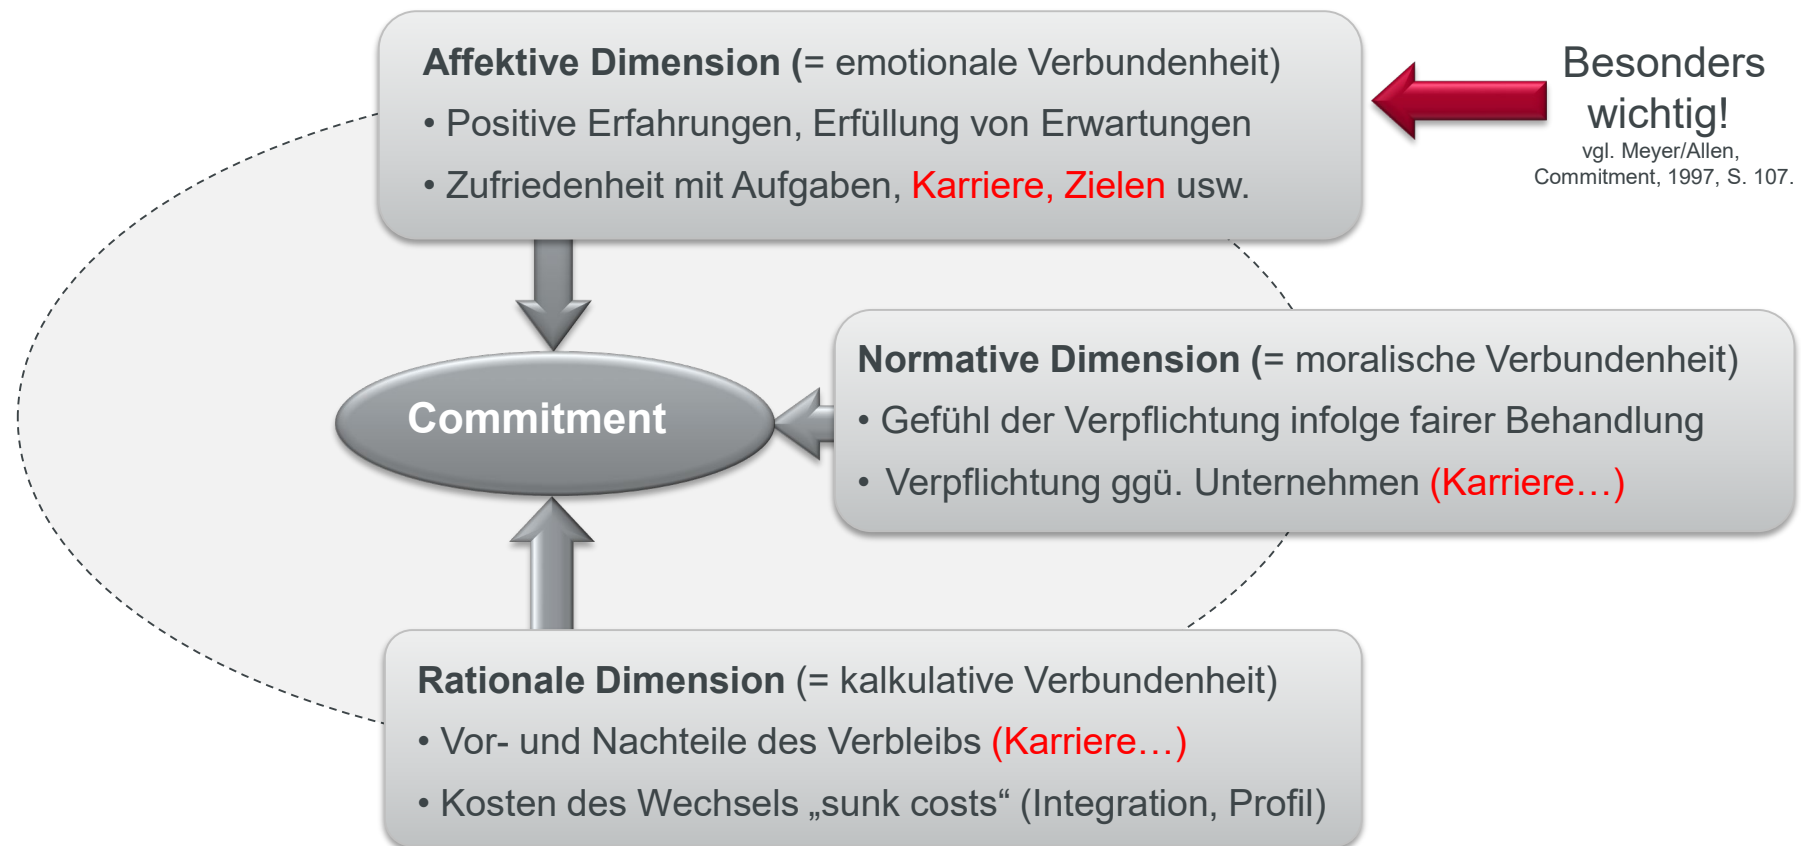 Affektive Dimension (= emotionale Verbundenheit)
• Positive Erfahrungen, Erfüllung von Erwartungen
• Zufriedenheit mit Aufgaben, Karriere, Zielen usw.
Besonders
wichtig!
vgl. Meyer/Allen,
Commitment, 1997, S. 107.
Commitment
Normative Dimension (= moralische Verbundenheit)
• Gefühl der Verpflichtung infolge fairer Behandlung
• Verpflichtung ggü. Unternehmen (Karriere…)
Rationale Dimension (= kalkulative Verbundenheit)
• Vor- und Nachteile des Verbleibs (Karriere…)
• Kosten des Wechsels „sunk costs“ (Integration, Profil)